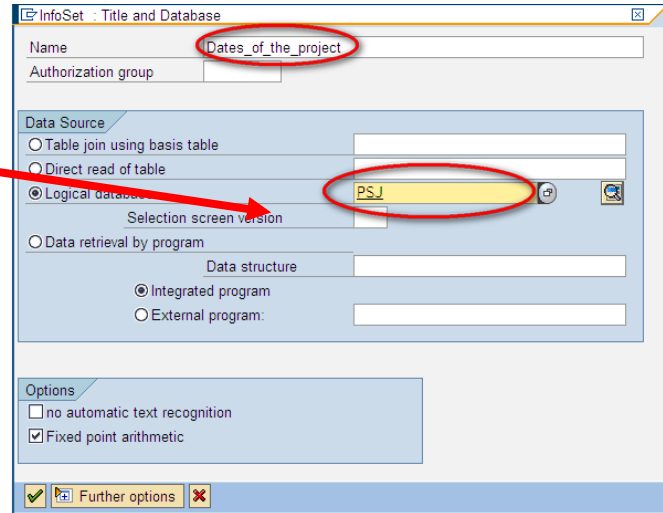 InfoSet : Title and Database
Name Dates_of_the_project
Authorization group
Data Source
Table join using basis table
Direct read of table
Logical database PSJ
Selection screen version
Data retrieval by program
Data structure
Integrated program
External program:
Options
no automatic text recognition
Fixed point arithmetic
Further options